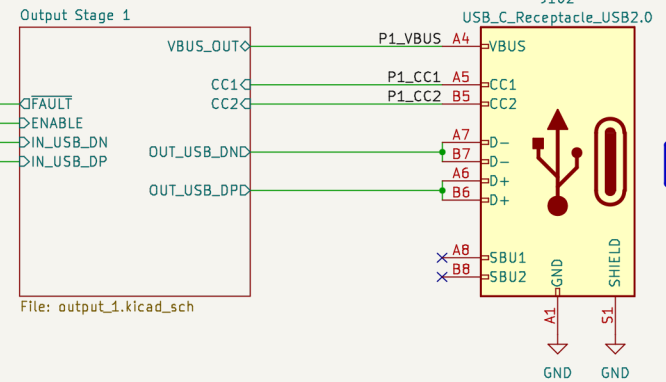 Output Stage 1
USB_C_Receptacle_USB2.0
VBUS_OUT
P1_VBUS
A4
VBUS
CC1
P1_CC1
A5
CC1
CC2
P1_CC2
B5
CC2
FAULT
ENABLE
IN_USB_DN
IN_USB_DP
OUT_USB_DN
A7
D-
B7
D-
OUT_USB_DP
A6
D+
B6
D+
A8
SBU1
B8
SBU2
GND
SHIELD
A1
S1
GND
GND
File: output_1.kicad_sch